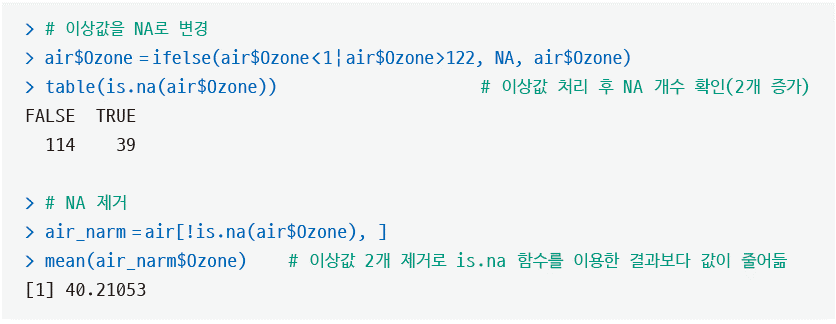 > # 이상값을 NA로 변경
> air$Ozone = ifelse(air$Ozone<1|air$Ozone>122, NA, air$Ozone)
> table(is.na(air$Ozone)) # 이상값 처리 후 NA 개수 확인(2개 증가)
FALSE TRUE
114 39
> # NA 제거
> air_narm = air[!is.na(air$Ozone), ]
> mean(air_narm$Ozone) # 이상값 2개 제거로 is.na 함수를 이용한 결과보다 값이 줄어듦
[1] 40.21053